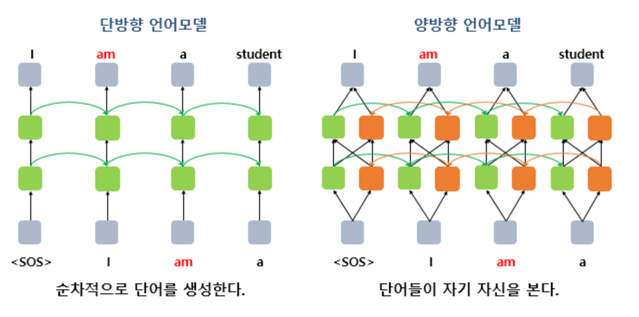 단방향 언어모델
양방향 언어모델
I am a student
I am a student
<SOS> I am a
<SOS> I am a
순차적으로 단어를 생성한다.
단어들이 자기 자신을 본다.